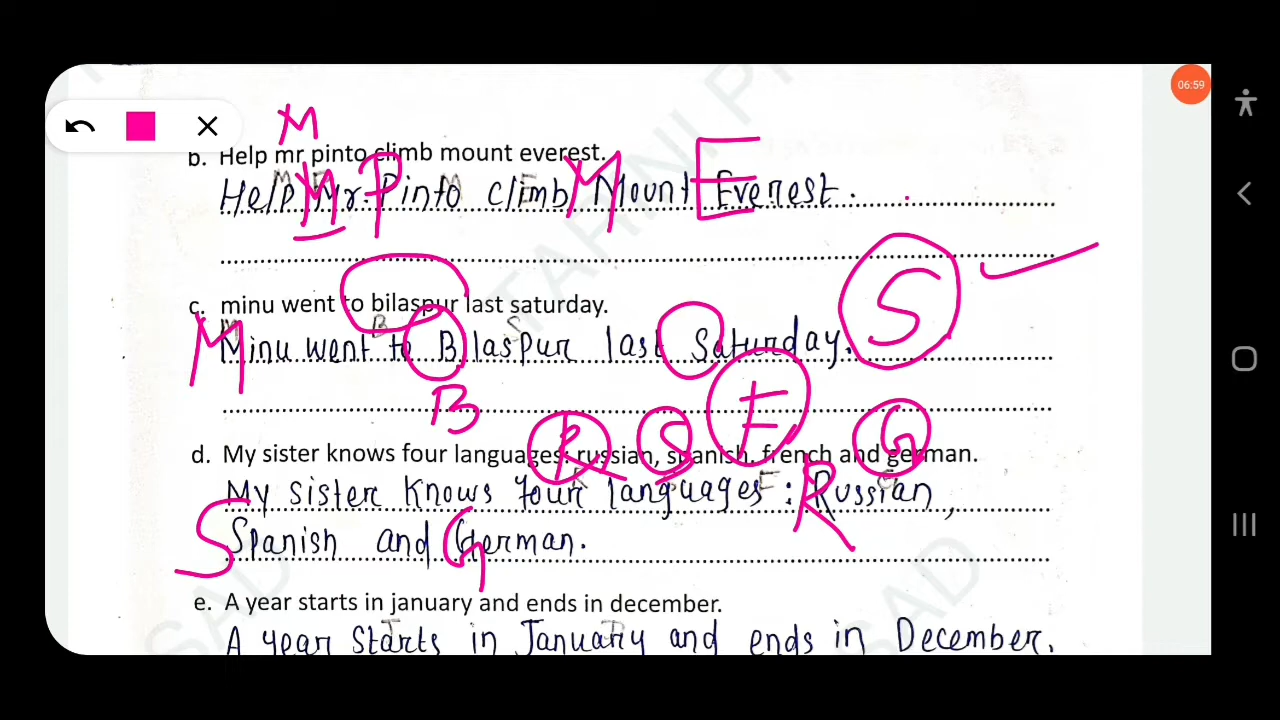 06:59
M
b. Help mr pinto climb mount everest.
Help Mr. Pinto climb Mount Everest.
c. minu went to bilaspur last saturday.
S
Minu went to Blaspur last Saturday.
B
R S F G
d. My sister knows four languages: russian, spanish, french and german.
My sister knows four languages : Russian,
Spanish and German.
e. A year starts in january and ends in december.
A year starts in January and ends in December.